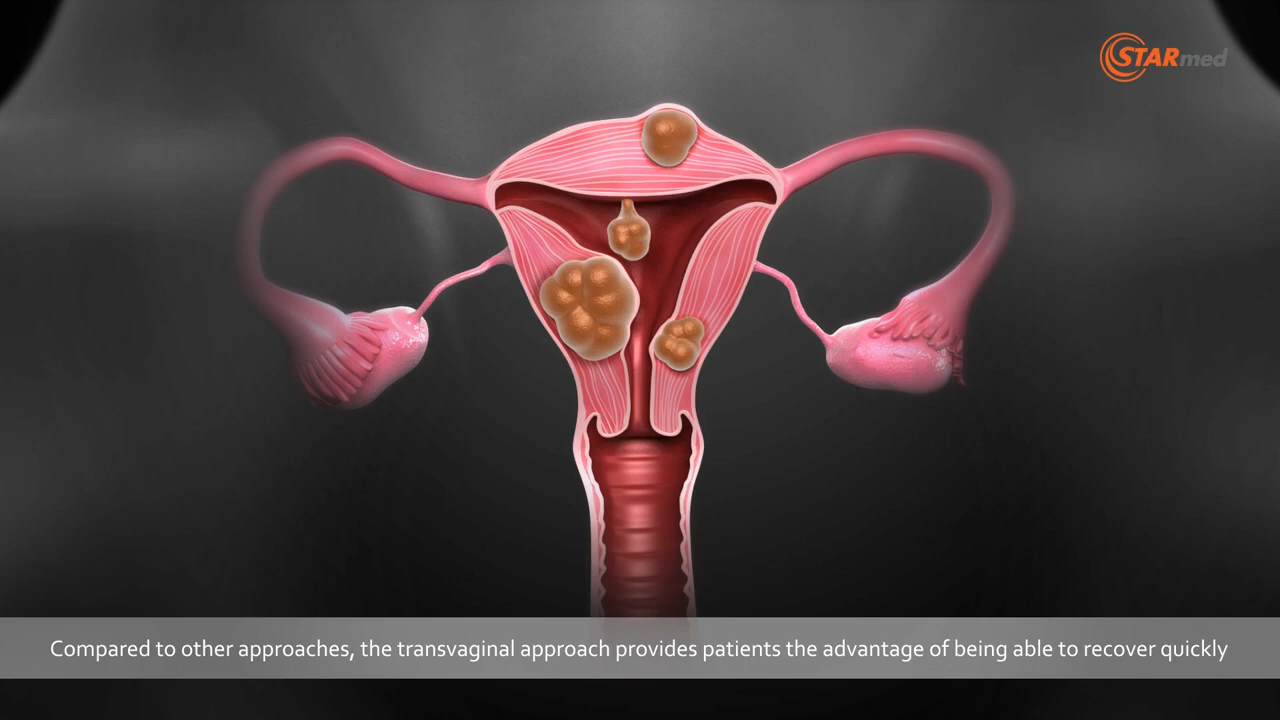 STARmed
Compared to other approaches, the transvaginal approach provides patients the advantage of being able to recover quickly